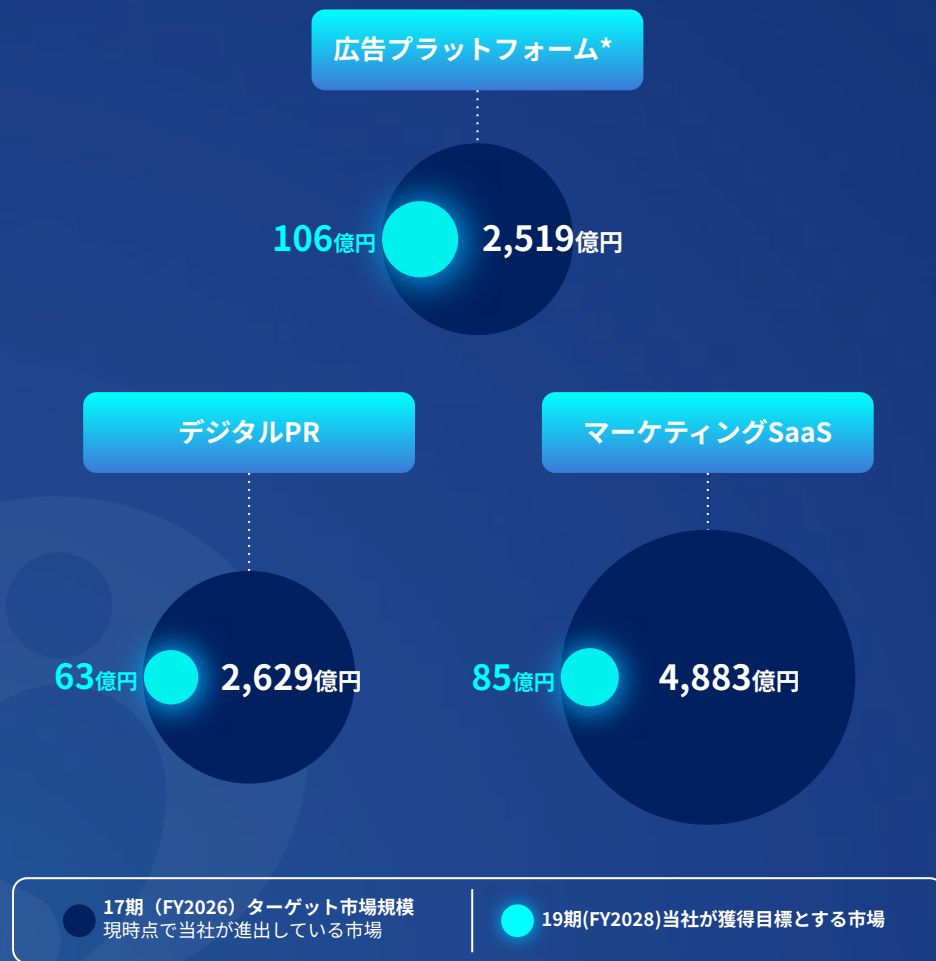 広告プラットフォーム*
106億円
2,519億円
デジタルPR
マーケティングSaaS
63億円
2,629億円
85億円
4,883億円
17期（FY2026）ターゲット市場規模
現時点で当社が進出している市場
19期(FY2028)当社が獲得目標とする市場